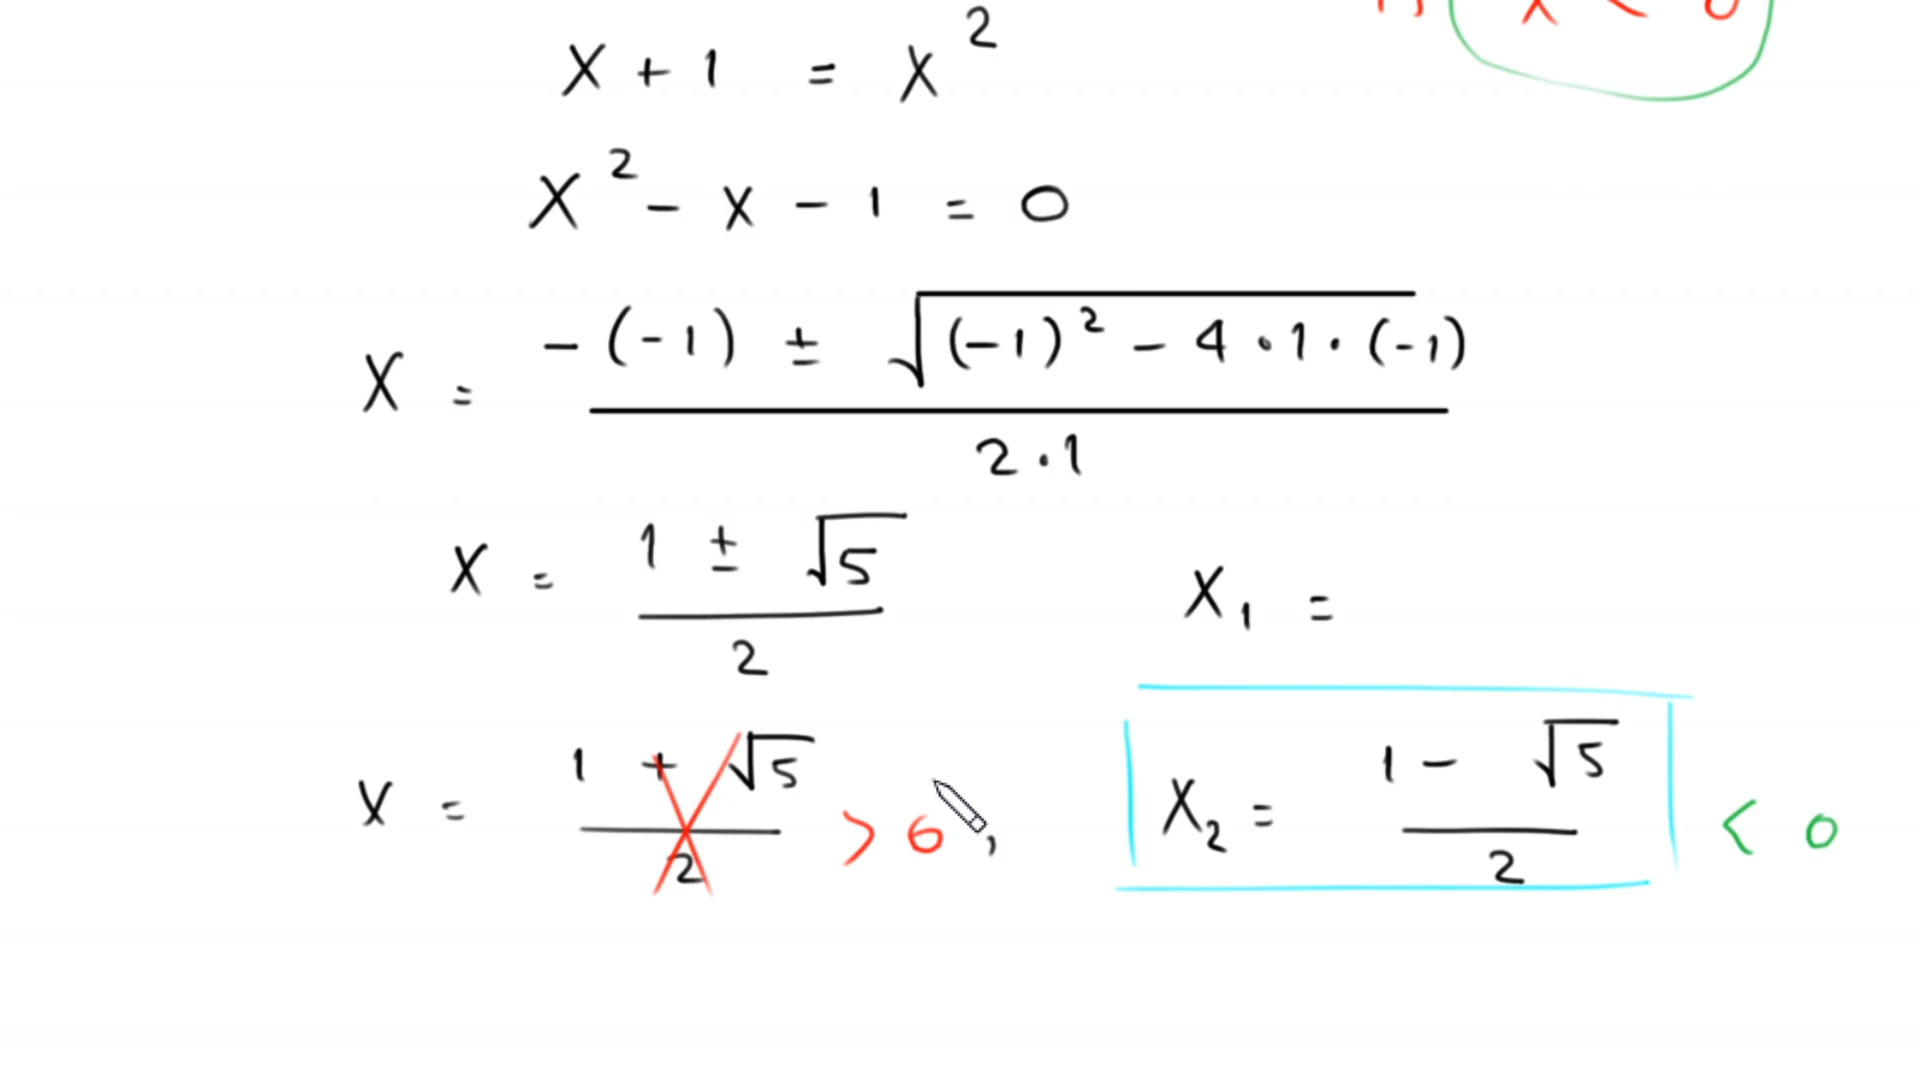 x < 0
x + 1 = x²
x² - x - 1 = 0
x = (-(-1) ± √((-1)² - 4 · 1 · (-1))) / (2 · 1)
x = (1 ± √5) / 2    x₁ =
x = (1 + √5) / 2 > 0 ,    x₂ = (1 - √5) / 2 < 0